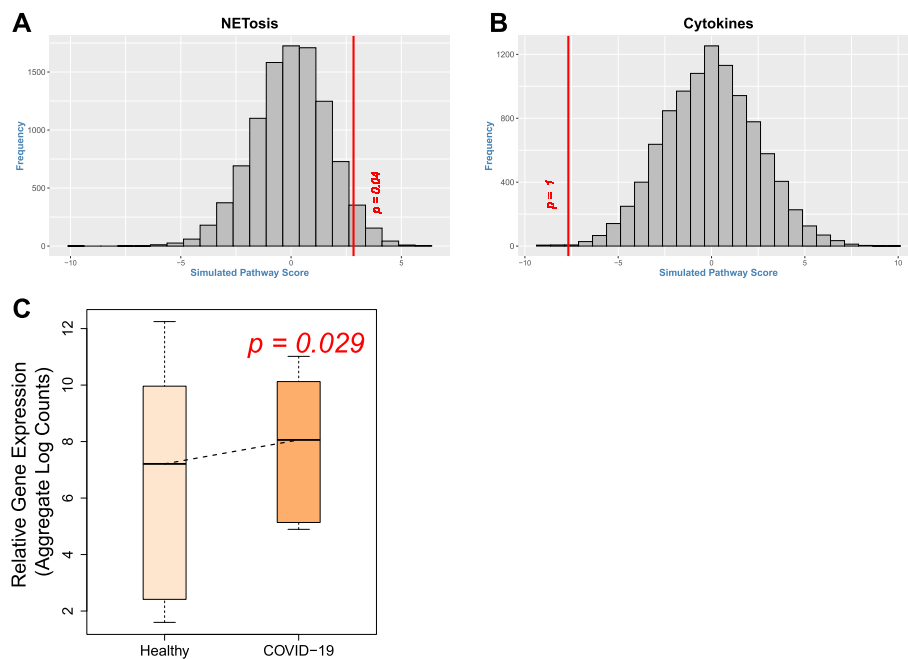 A
NETosis
Frequency
1500
1000
500
0
p = 0.04
−10
−5
0
5
Simulated Pathway Score
B
Cytokines
Frequency
1200
800
400
0
p = 1
−10
−5
0
5
10
Simulated Pathway Score
C
Relative Gene Expression
(Aggregate Log Counts)
12
10
8
6
4
2
p = 0.029
Healthy
COVID−19